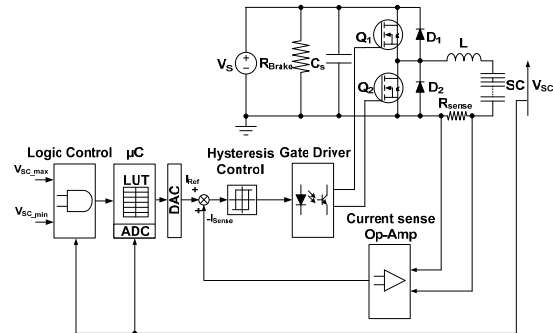 Q1
D1
L
VS
RBrake
Cs
SC
VSC
Q2
D2
Rsense
Logic Control
µC
Hysteresis Control
Gate Driver
VSC_max
LUT
DAC
IRef
+
+
-ISense
VSC_min
ADC
Current sense
Op-Amp